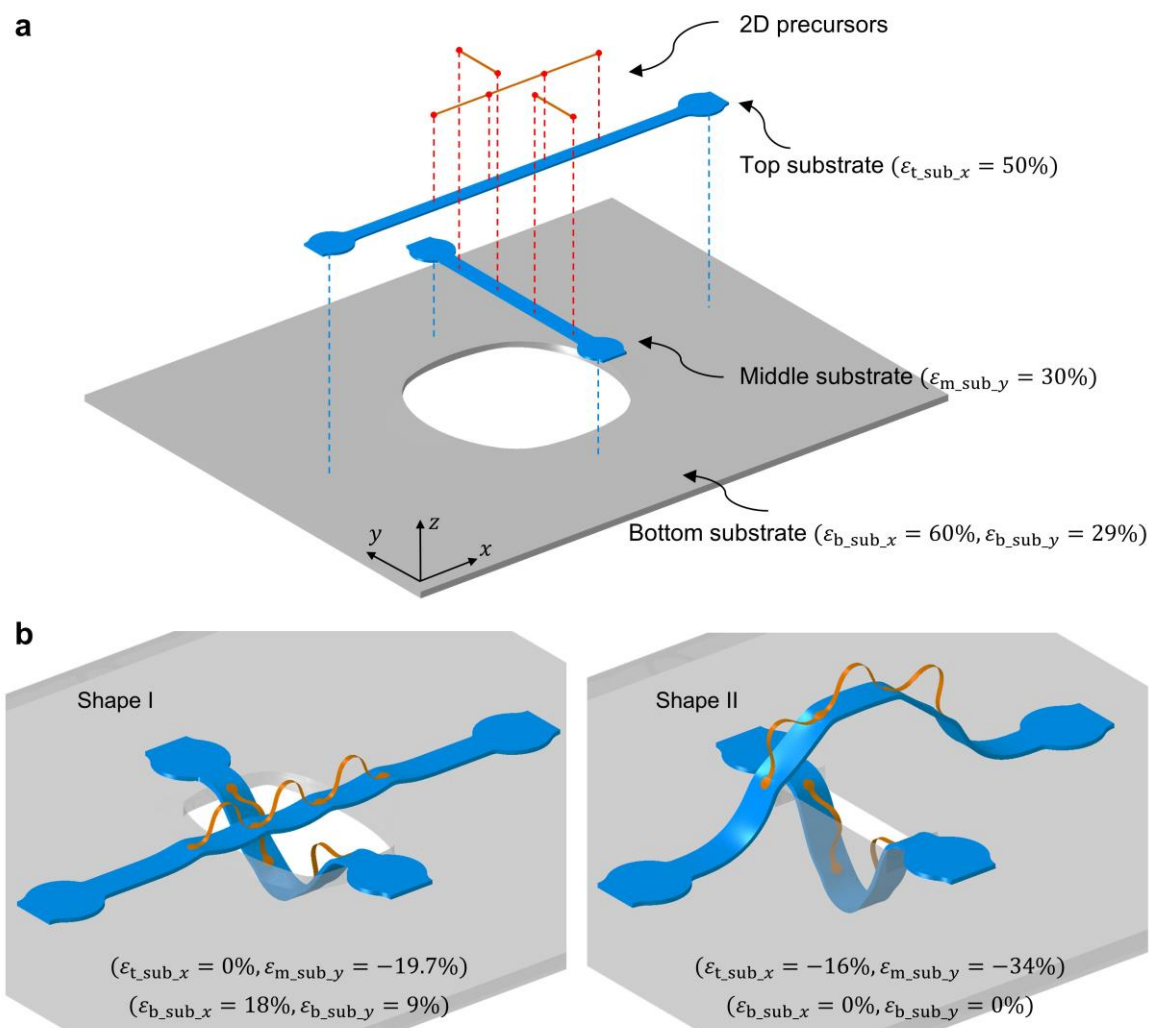 a
2D precursors
Top substrate (ε_t_sub_x = 50%)
Middle substrate (ε_m_sub_y = 30%)
Bottom substrate (ε_b_sub_x = 60%, ε_b_sub_y = 29%)
y z x
b
Shape I
(ε_t_sub_x = 0%, ε_m_sub_y = −19.7%)
(ε_b_sub_x = 18%, ε_b_sub_y = 9%)
Shape II
(ε_t_sub_x = −16%, ε_m_sub_y = −34%)
(ε_b_sub_x = 0%, ε_b_sub_y = 0%)